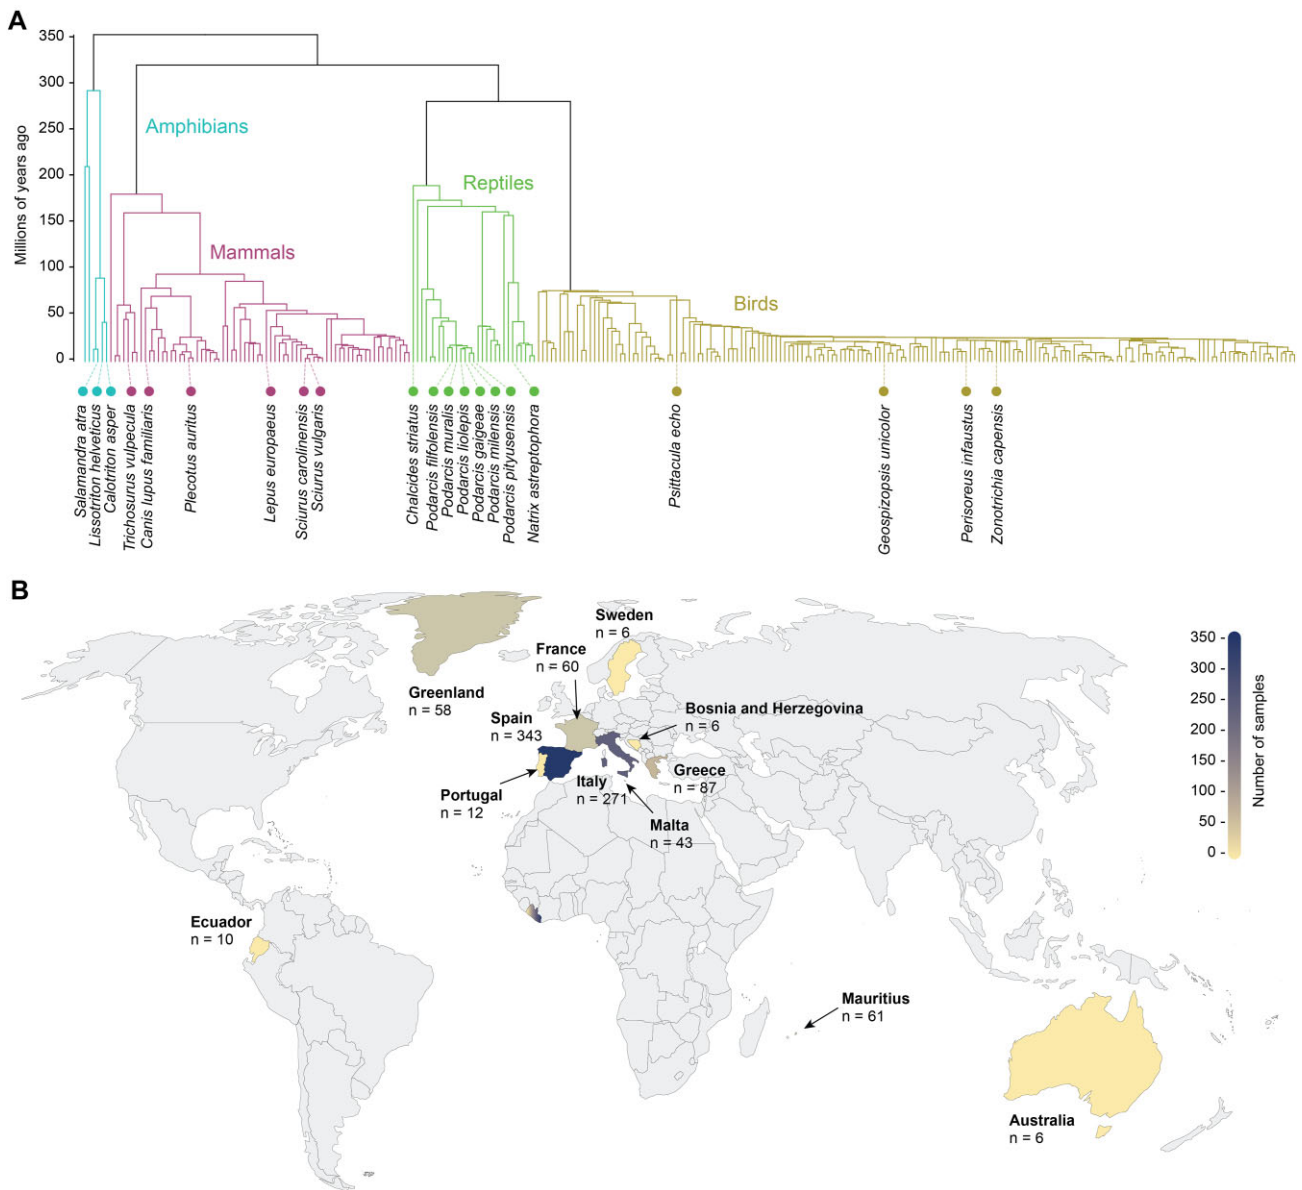 A
350
300
250
200
150
100
50
0
Millions of years ago
Amphibians
Mammals
Reptiles
Birds
Salamandra atra
Lissotriton helveticus
Calotriton asper
Trichosurus vulpecula
Canis lupus familiaris
Plecotus auritus
Lepus europaeus
Sciurus carolinensis
Sciurus vulgaris
Chalcides striatus
Podarcis filfolensis
Podarcis muralis
Podarcis liolepis
Podarcis gaigeae
Podarcis milensis
Podarcis pityusensis
Natrix astreptophora
Psittacula echo
Geospizopsis unicolor
Perisoreus infaustus
Zonotrichia capensis
B
Sweden
n = 6
France
n = 60
Greenland
n = 58
Spain
n = 343
Bosnia and Herzegovina
n = 6
Greece
n = 87
Italy
n = 271
Portugal
n = 12
Malta
n = 43
Ecuador
n = 10
Mauritius
n = 61
Australia
n = 6
350
300
250
200
150
100
50
0
Number of samples